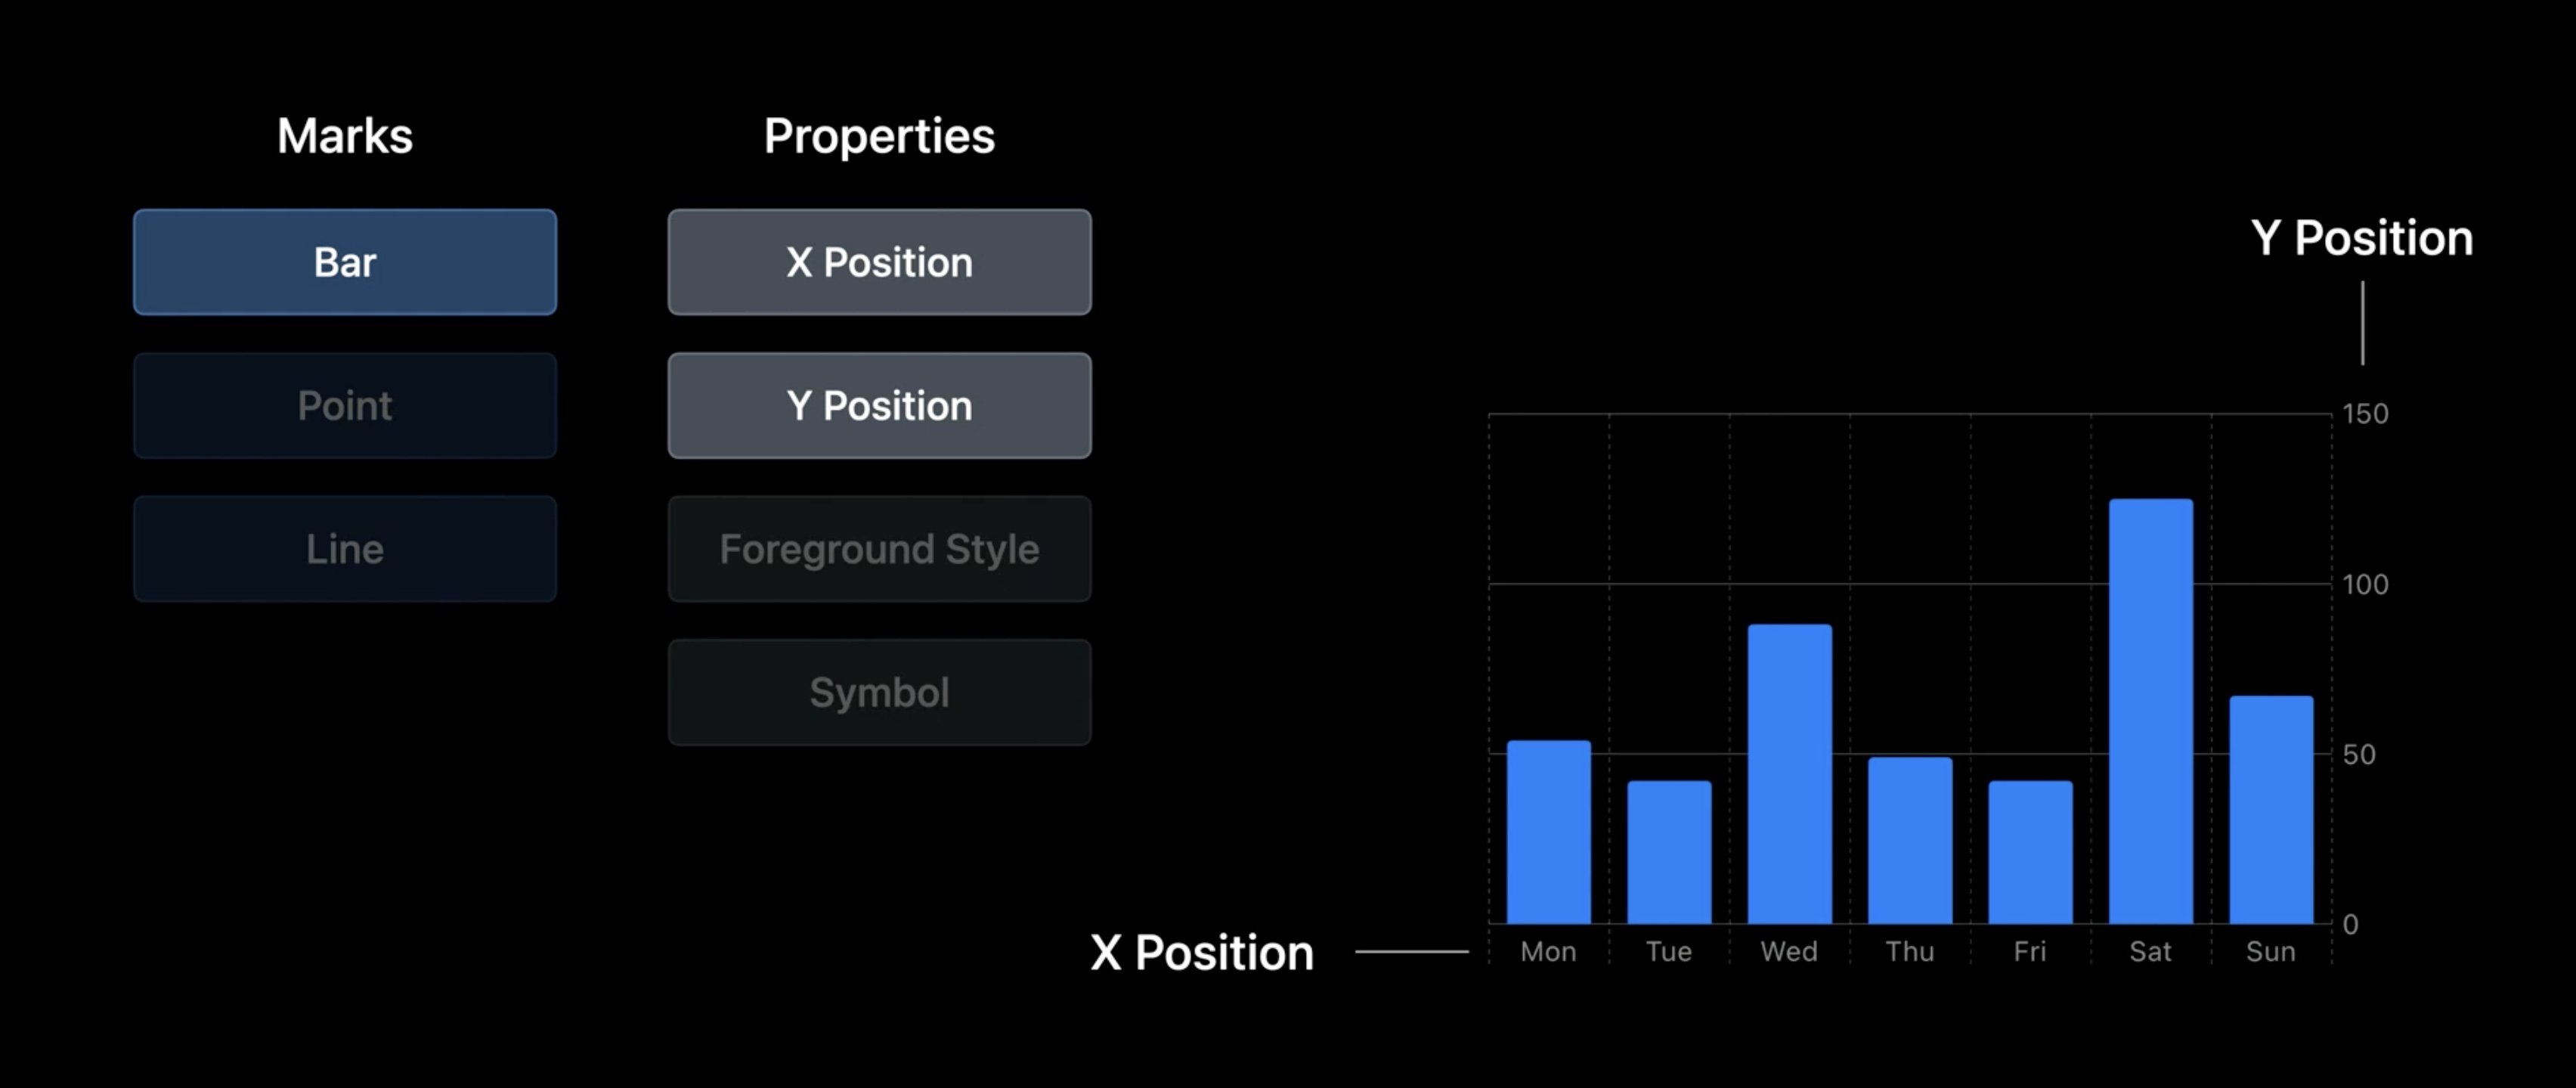 Marks
Bar
Point
Line
Properties
X Position
Y Position
Foreground Style
Symbol
Y Position
150
100
50
0
X Position
Mon Tue Wed Thu Fri Sat Sun